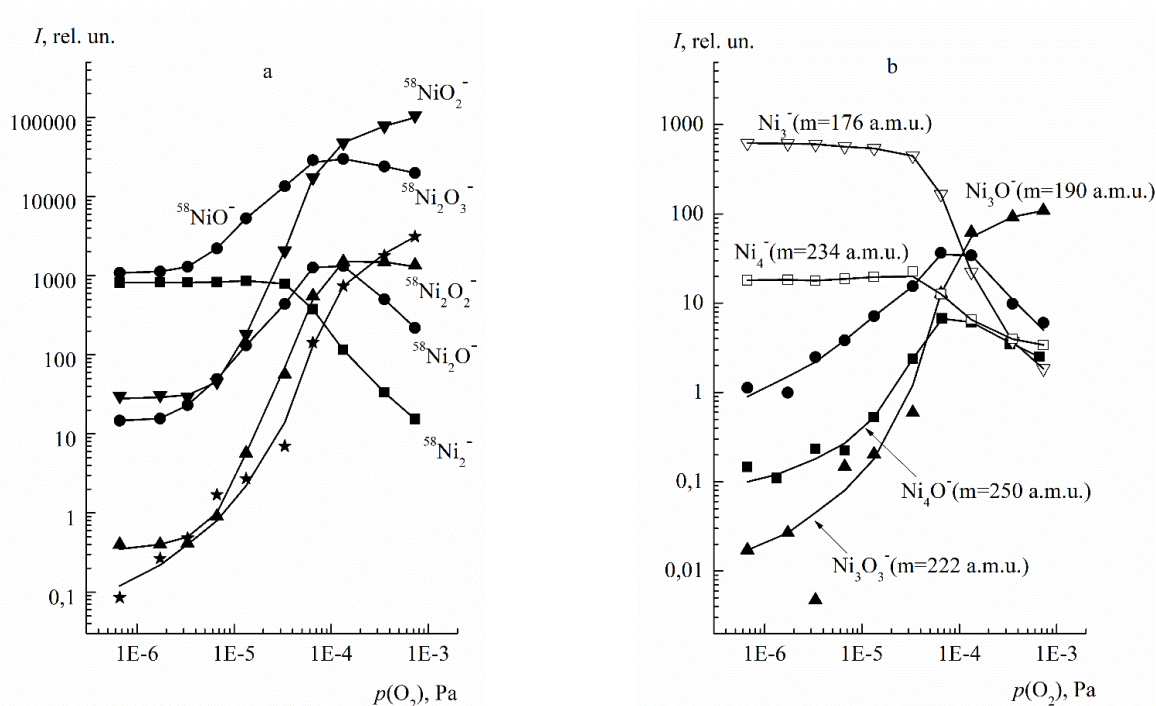 I, rel. un.
a
⁵⁸NiO₂⁻
100000
10000
⁵⁸NiO⁻
⁵⁸Ni₂O₃⁻
1000
⁵⁸Ni₂O₂⁻
100
⁵⁸Ni₂O⁻
10
⁵⁸Ni₂⁻
1
0,1
1E-6 1E-5 1E-4 1E-3
p(O₂), Pa
I, rel. un.
b
Ni₃⁻(m=176 a.m.u.)
1000
Ni₃O⁻(m=190 a.m.u.)
100
Ni₄⁻(m=234 a.m.u.)
10
1
0,1
Ni₄O⁻(m=250 a.m.u.)
Ni₃O₃⁻(m=222 a.m.u.)
0,01
1E-6 1E-5 1E-4 1E-3
p(O₂), Pa